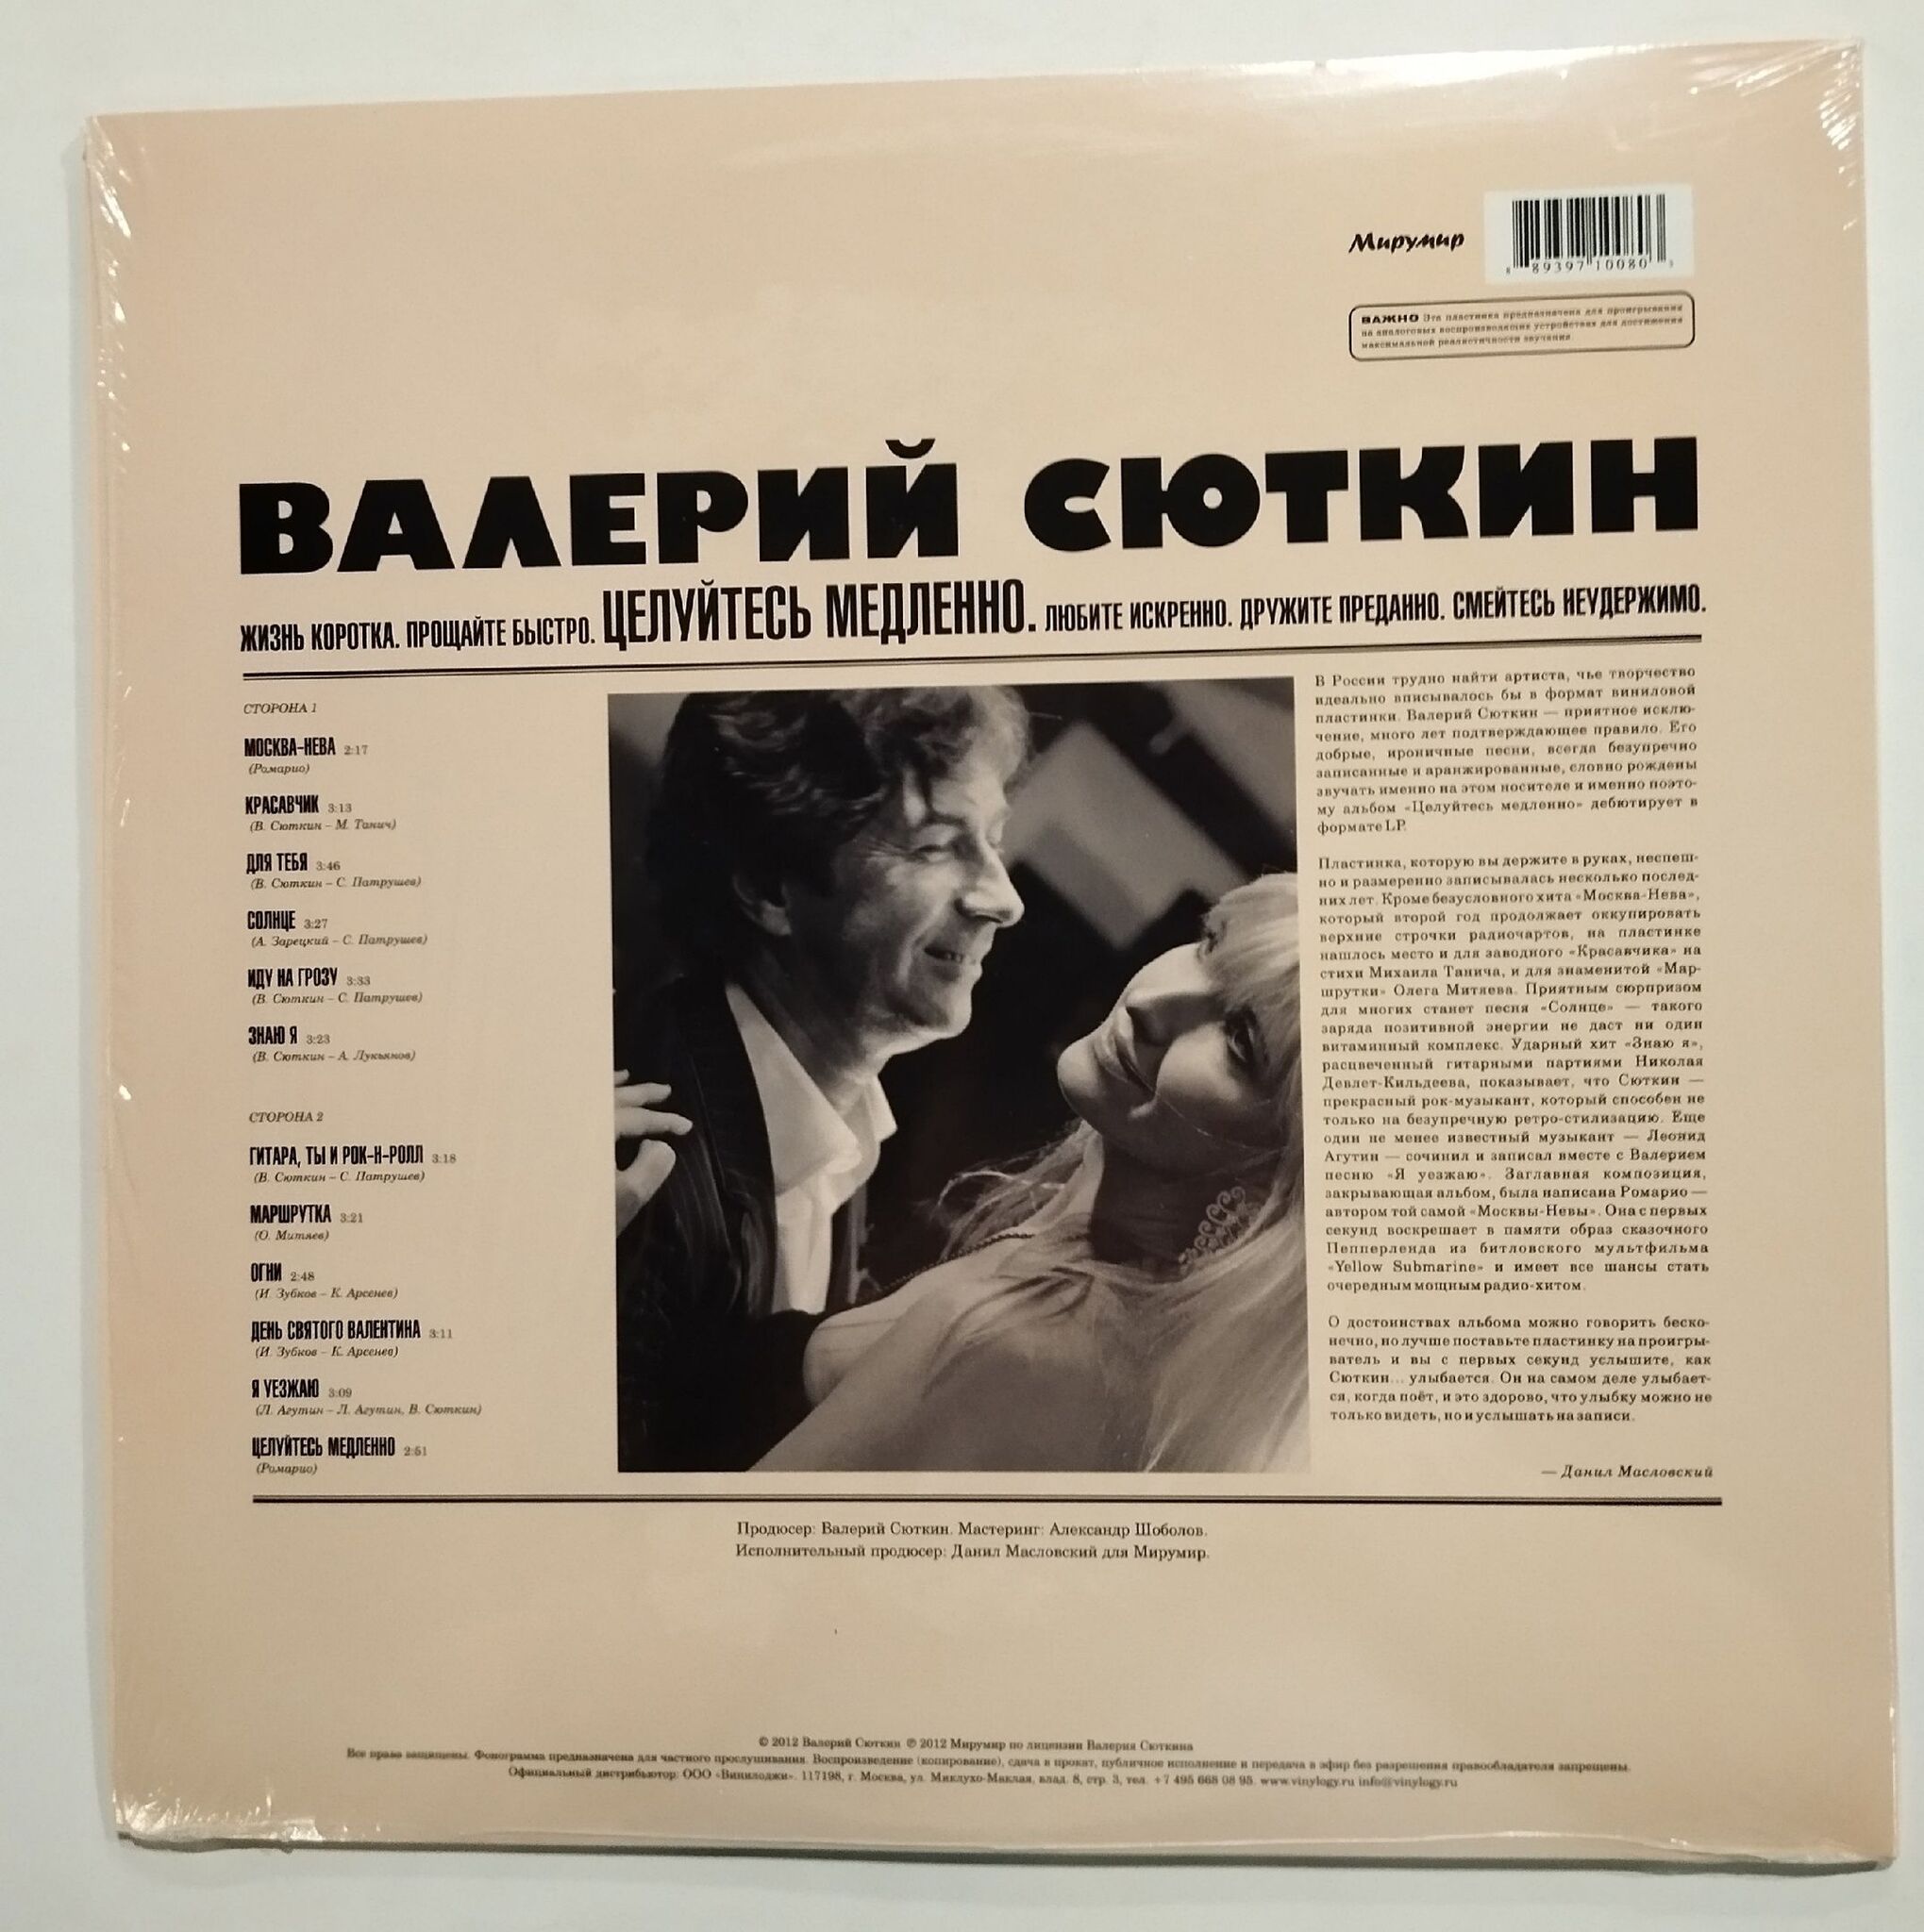 Мирумир
89397 10080
ВАЖНО Эта пластинка предназначена для проигрывания
на аналоговых воспроизводящих устройствах для достижения
максимальной реалистичности звучания
ВАЛЕРИЙ СЮТКИН
ЖИЗНЬ КОРОТКА. ПРОЩАЙТЕ БЫСТРО. ЦЕЛУЙТЕСЬ МЕДЛЕННО. ЛЮБИТЕ ИСКРЕННО. ДРУЖИТЕ ПРЕДАННО. СМЕЙТЕСЬ НЕУДЕРЖИМО.
СТОРОНА 1
МОСКВА-НЕВА 2:17
(Ромарио)
КРАСАВЧИК 3:13
(В. Сюткин – М. Танич)
ДЛЯ ТЕБЯ 3:46
(В. Сюткин – С. Патрушев)
СОЛНЦЕ 3:27
(А. Зарецкий – С. Патрушев)
ИДУ НА ГРОЗУ 3:33
(В. Сюткин – С. Патрушев)
ЗНАЮ Я 3:23
(В. Сюткин – А. Лукьянов)
СТОРОНА 2
ГИТАРА, ТЫ И РОК-Н-РОЛЛ 3:18
(В. Сюткин – С. Патрушев)
МАРШРУТКА 3:21
(О. Митяев)
ОГНИ 2:48
(И. Зубков – К. Арсенев)
ДЕНЬ СВЯТОГО ВАЛЕНТИНА 3:11
(И. Зубков – К. Арсенев)
Я УЕЗЖАЮ 3:09
(Л. Агутин – Л. Агутин, В. Сюткин)
ЦЕЛУЙТЕСЬ МЕДЛЕННО 2:51
(Ромарио)
В России трудно найти артиста, чье творчество
идеально вписывалось бы в формат виниловой
пластинки. Валерий Сюткин — приятное исклю-
чение, много лет подтверждающее правило. Его
добрые, ироничные песни, всегда безупречно
записанные и аранжированные, словно рождены
звучать именно на этом носителе и именно поэто-
му альбом «Целуйтесь медленно» дебютирует в
формате LP.
Пластинка, которую вы держите в руках, неспеш-
но и размеренно записывалась несколько послед-
них лет. Кроме безусловного хита «Москва-Нева»,
который второй год продолжает оккупировать
верхние строчки радиочартов, на пластинке
нашлось место и для заводного «Красавчика» на
стихи Михаила Танича, и для знаменитой «Мар-
шрутки» Олега Митяева. Приятным сюрпризом
для многих станет песня «Солнце» — такого
заряда позитивной энергии не даст ни один
витаминный комплекс. Ударный хит «Знаю я»,
расцвеченный гитарными партиями Николая
Девлет-Кильдеева, показывает, что Сюткин —
прекрасный рок-музыкант, который способен не
только на безупречную ретро-стилизацию. Еще
один не менее известный музыкант — Леонид
Агутин — сочинил и записал вместе с Валерием
песню «Я уезжаю». Заглавная композиция,
закрывающая альбом, была написана Ромарио —
автором той самой «Москвы-Невы». Она с первых
секунд воскрешает в памяти образ сказочного
Пепперленда из битловского мультфильма
«Yellow Submarine» и имеет все шансы стать
очередным мощным радио-хитом.
О достоинствах альбома можно говорить беско-
нечно, но лучше поставьте пластинку на проигры-
ватель и вы с первых секунд услышите, как
Сюткин... улыбается. Он на самом деле улыбает-
ся, когда поёт, и это здорово, что улыбку можно не
только видеть, но и услышать на записи.
— Данил Масловский
Продюсер: Валерий Сюткин. Мастеринг: Александр Шоболов.
Исполнительный продюсер: Данил Масловский для Мирумир.
© 2012 Валерий Сюткин ℗ 2012 Мирумир по лицензии Валерия Сюткина
Все права защищены. Фонограмма предназначена для частного прослушивания. Воспроизведение (копирование), сдача в прокат, публичное исполнение и передача в эфир без разрешения правообладателя запрещены.
Официальный дистрибьютор: ООО «Винилоджи». 117198, г. Москва, ул. Миклухо-Маклая, влад. 8, стр. 3, тел. +7 495 668 08 95. www.vinylogy.ru info@vinylogy.ru